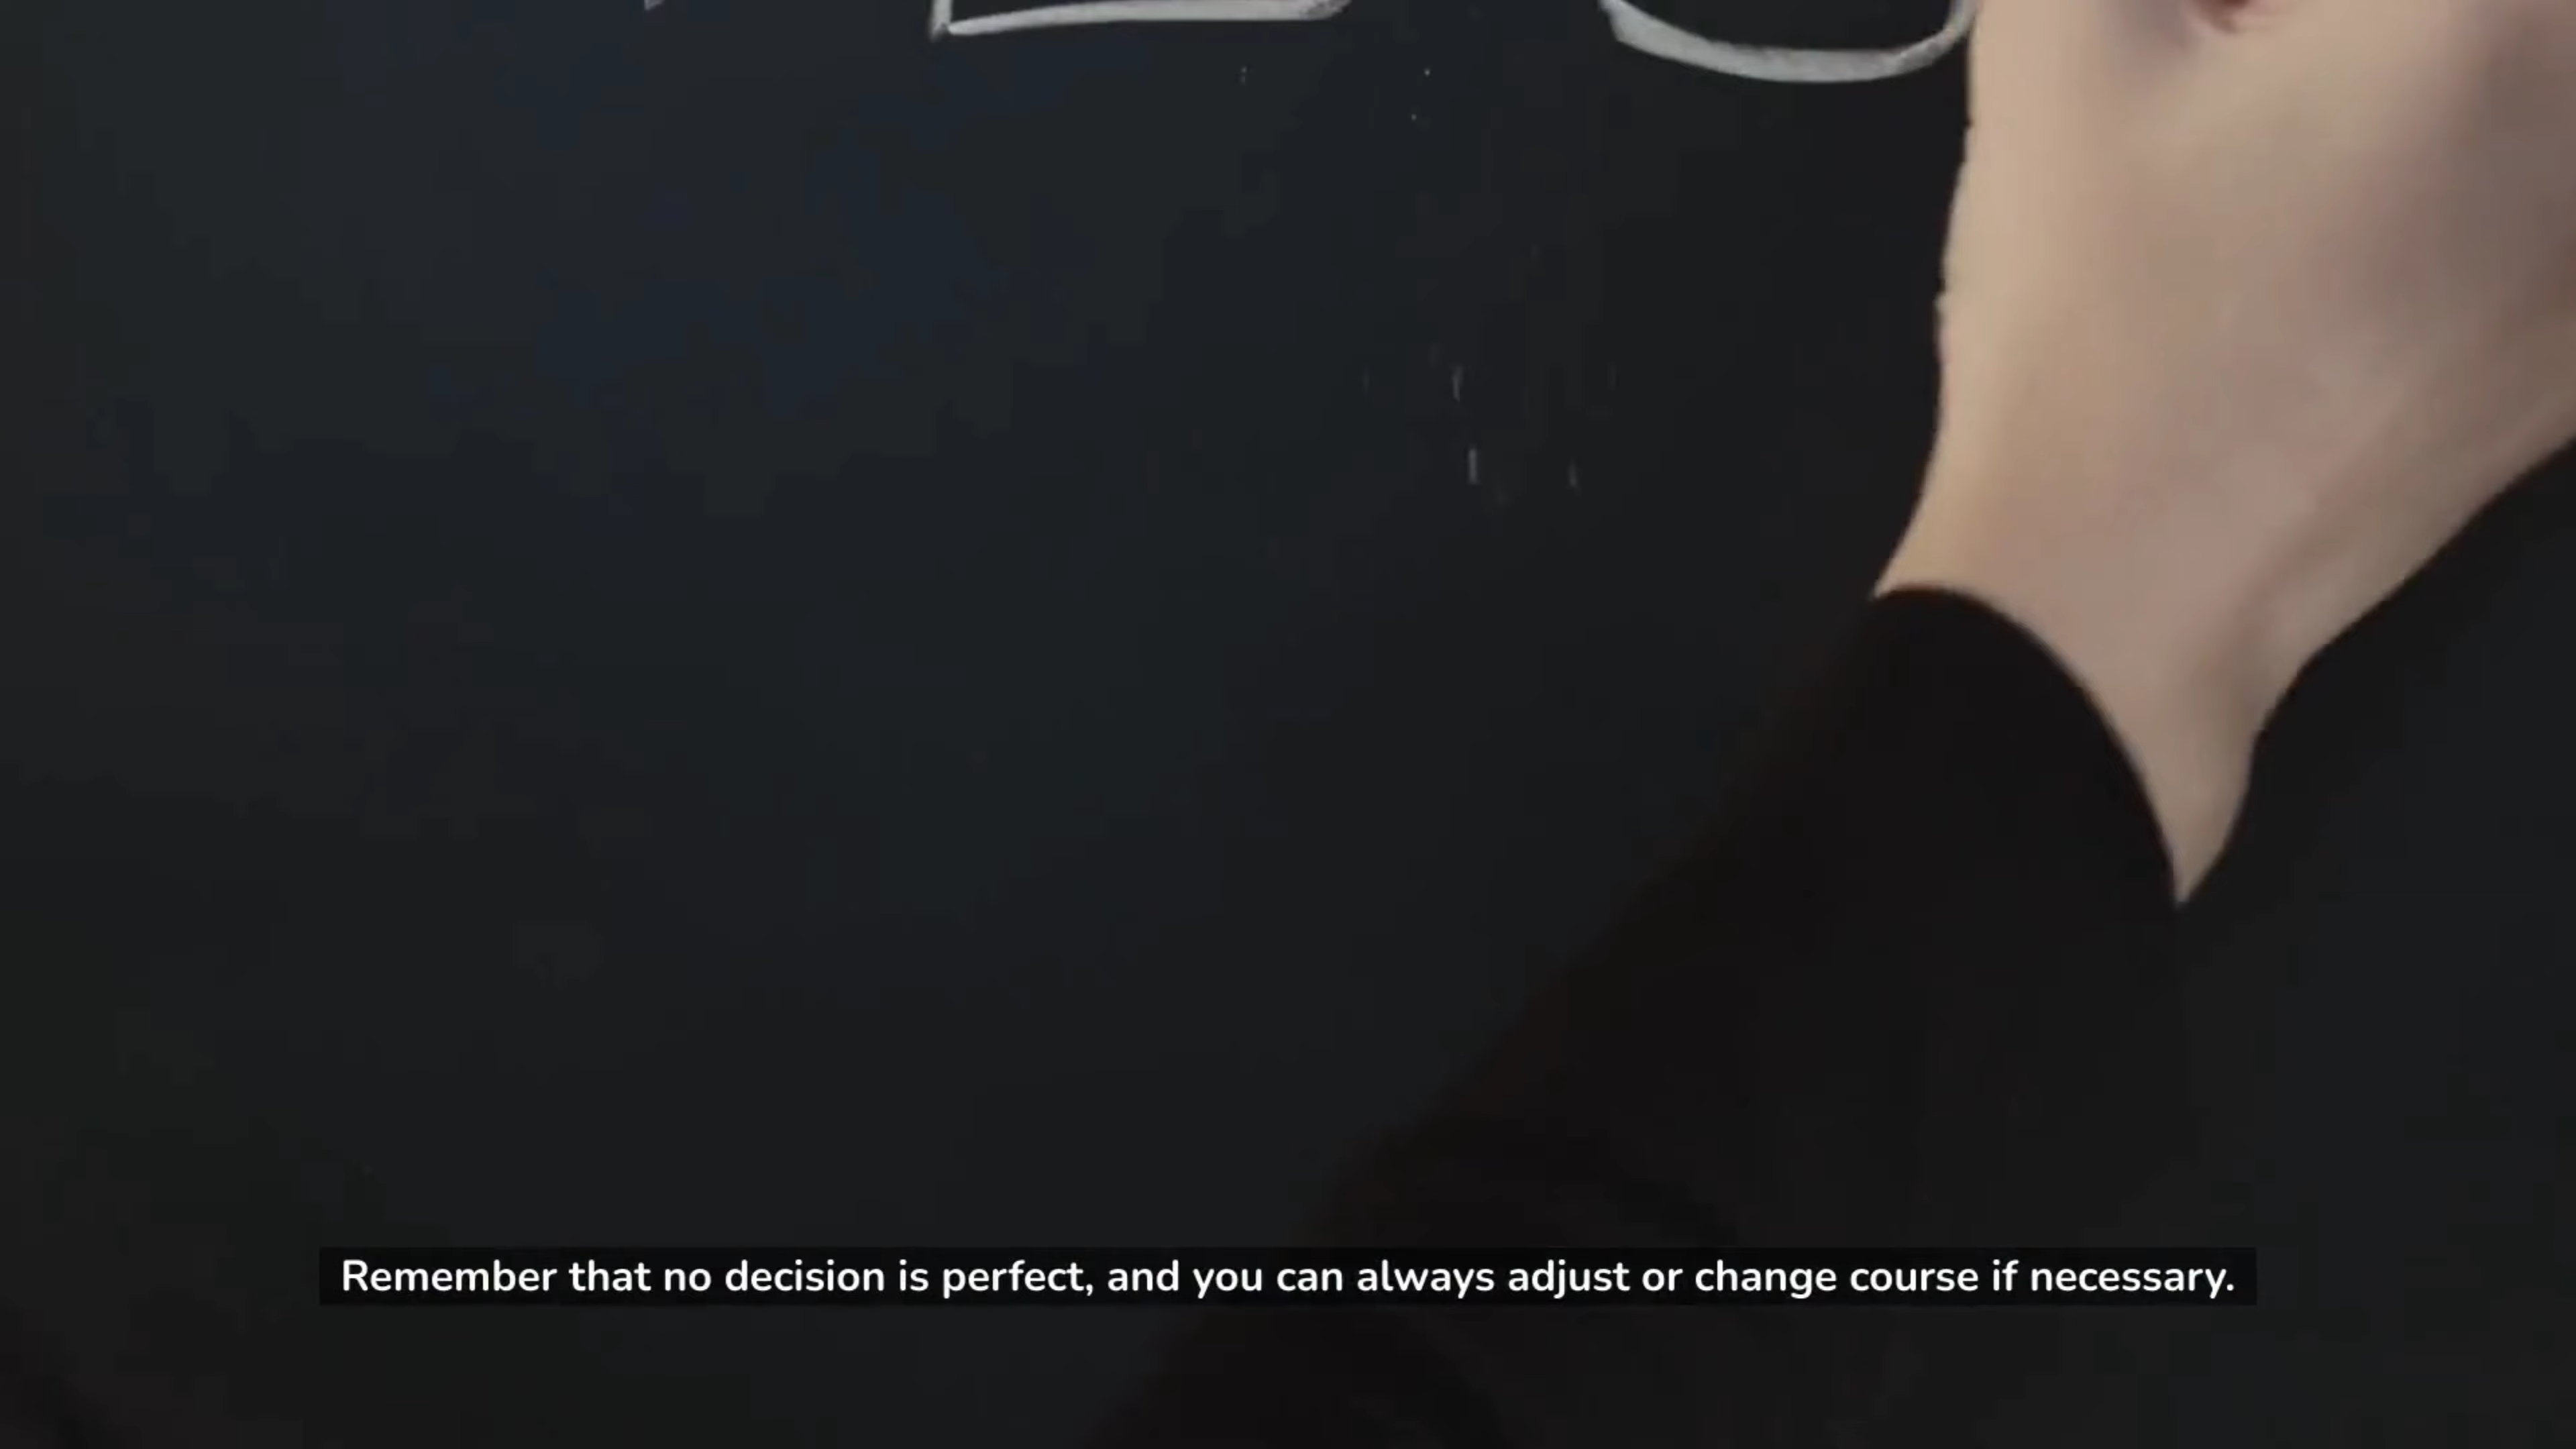 Remember that no decision is perfect, and you can always adjust or change course if necessary.